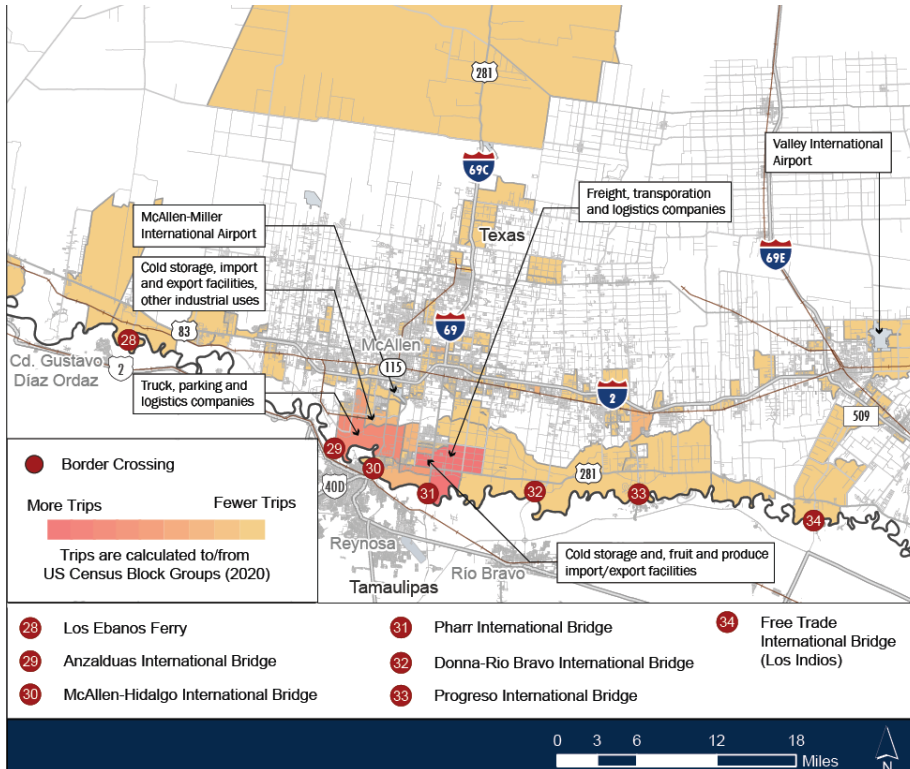 281
69C
Valley International
Airport
Freight, transporation
and logistics companies
McAllen-Miller
International Airport
Texas
69E
Cold storage, import
and export facilities,
other industrial uses
83
69
28
McAllen
Cd. Gustavo
Díaz Ordaz
2
115
Truck, parking and
logistics companies
2
509
29
30
281
40D
31
32
33
34
Reynosa
Río Bravo
Tamaulipas
Cold storage and, fruit and produce
import/export facilities
Border Crossing
More Trips
Fewer Trips
Trips are calculated to/from
US Census Block Groups (2020)
28 Los Ebanos Ferry
29 Anzalduas International Bridge
30 McAllen-Hidalgo International Bridge
31 Pharr International Bridge
32 Donna-Rio Bravo International Bridge
33 Progreso International Bridge
34 Free Trade
International Bridge
(Los Indios)
0 3 6 12 18
Miles
N